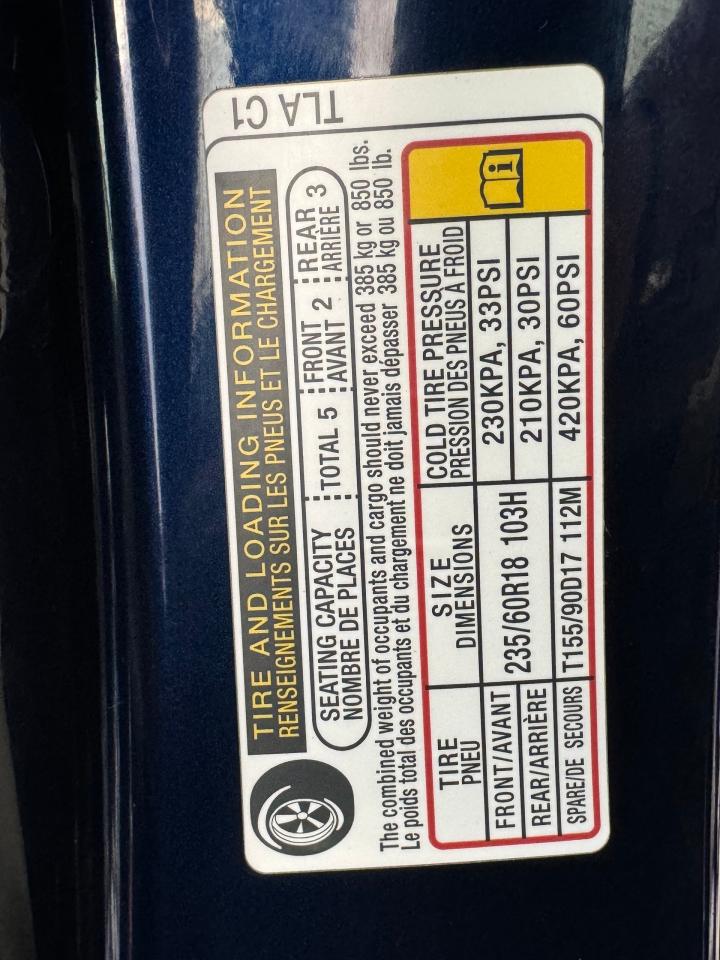 TLA C1
TIRE AND LOADING INFORMATION
RENSEIGNEMENTS SUR LES PNEUS ET LE CHARGEMENT
SEATING CAPACITY TOTAL 5 FRONT 2 REAR 3
NOMBRE DE PLACES AVANT ARRIÈRE
The combined weight of occupants and cargo should never exceed 385 kg or 850 lbs.
Le poids total des occupants et du chargement ne doit jamais dépasser 385 kg ou 850 lb.
TIRE SIZE COLD TIRE PRESSURE
PNEU DIMENSIONS PRESSION DES PNEUS À FROID
FRONT/AVANT 235/60R18 103H 230KPA, 33PSI
REAR/ARRIÈRE 210KPA, 30PSI
SPARE/DE SECOURS T155/90D17 112M 420KPA, 60PSI